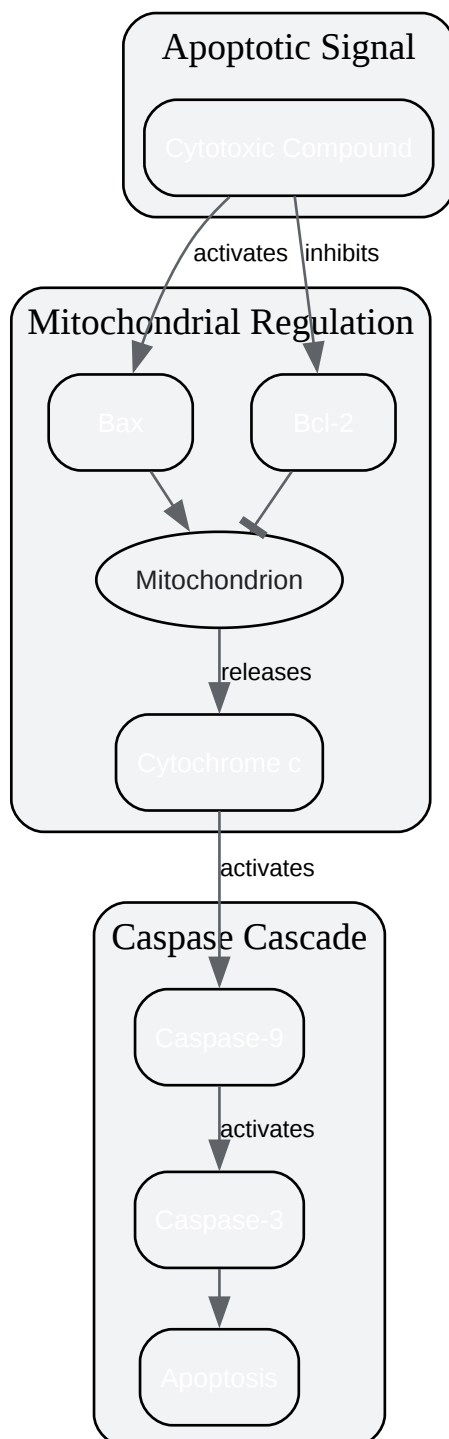 Apoptotic Signal
Cytotoxic Compound
activates
inhibits
Mitochondrial Regulation
Bax
Bcl-2
Mitochondrion
releases
Cytochrome c
activates
Caspase Cascade
Caspase-9
activates
Caspase-3
Apoptosis